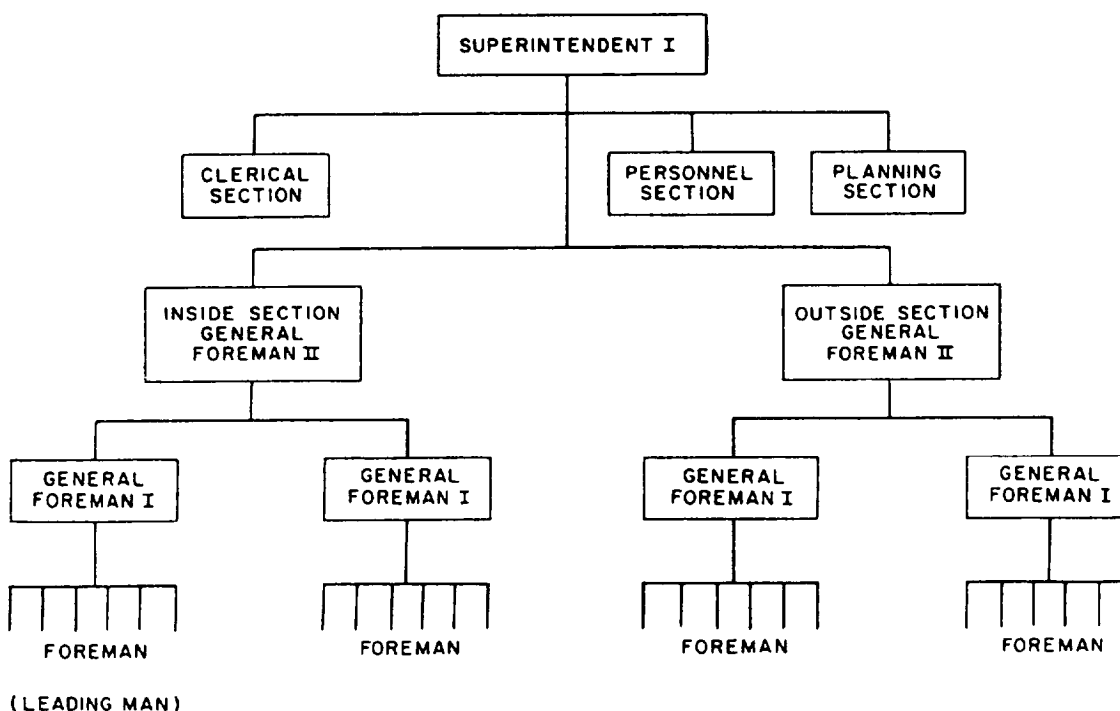 SUPERINTENDENT I
CLERICAL
SECTION
PERSONNEL
SECTION
PLANNING
SECTION
INSIDE SECTION
GENERAL
FOREMAN II
OUTSIDE SECTION
GENERAL
FOREMAN II
GENERAL
FOREMAN I
GENERAL
FOREMAN I
GENERAL
FOREMAN I
GENERAL
FOREMAN I
FOREMAN
FOREMAN
FOREMAN
FOREMAN
(LEADING MAN)